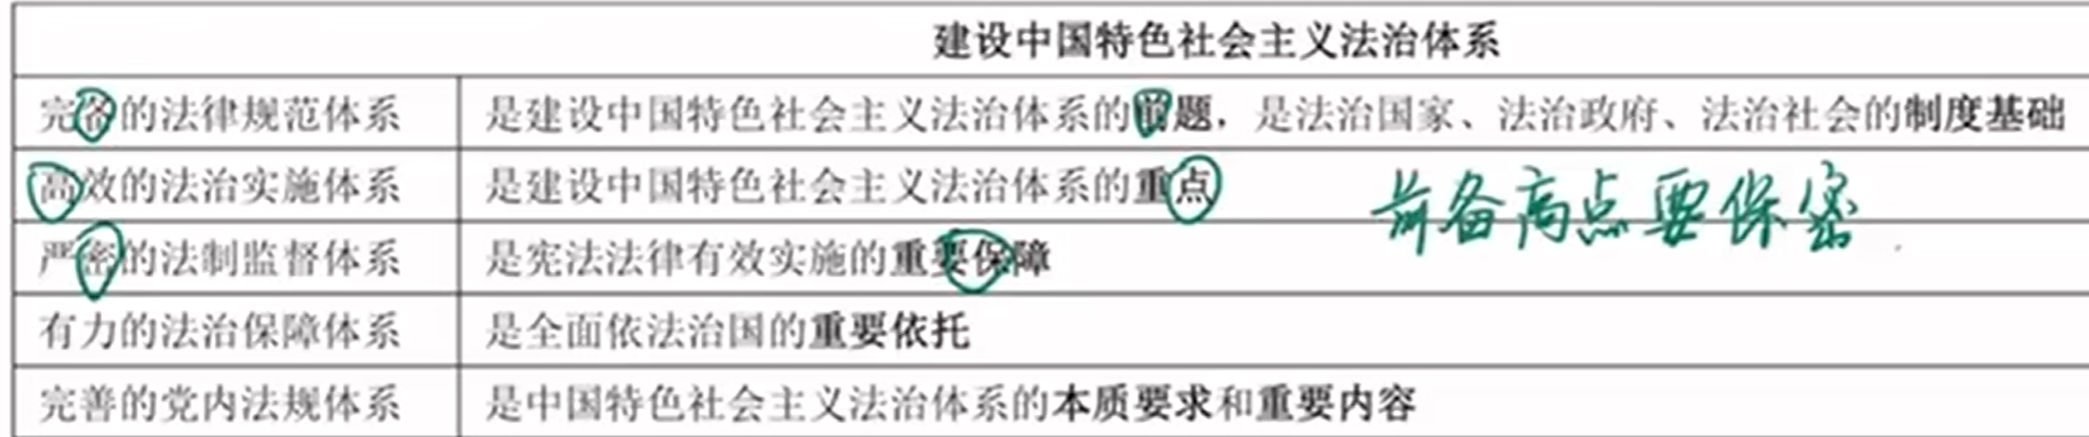 建设中国特色社会主义法治体系
完备的法律规范体系 是建设中国特色社会主义法治体系的前题，是法治国家、法治政府、法治社会的制度基础
高效的法治实施体系 是建设中国特色社会主义法治体系的重点
前备高点要保密
严密的法制监督体系 是宪法法律有效实施的重要保障
有力的法治保障体系 是全面依法治国的重要依托
完善的党内法规体系 是中国特色社会主义法治体系的本质要求和重要内容